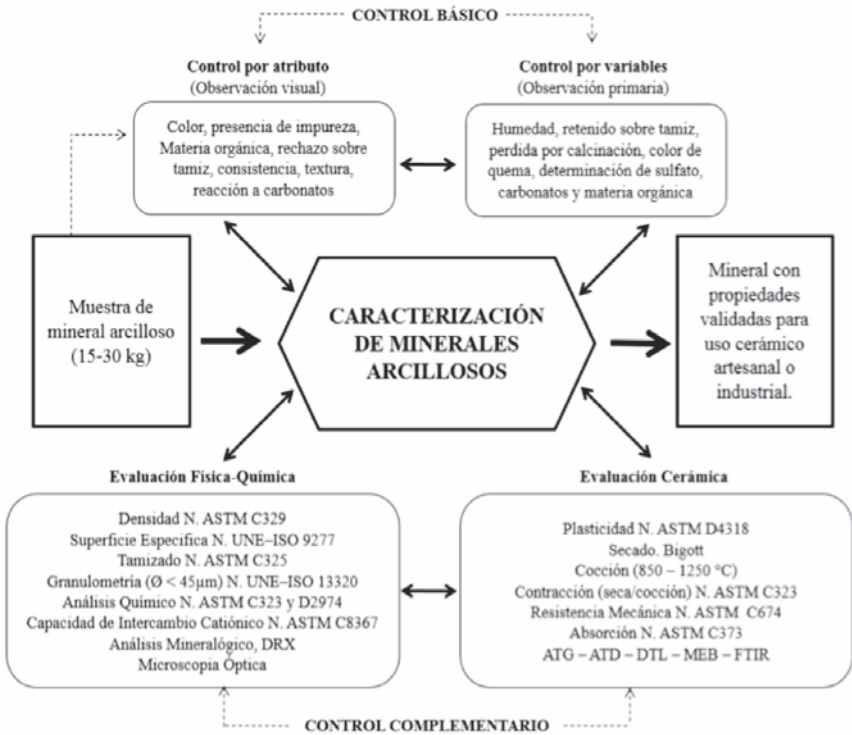 CONTROL BÁSICO
Control por atributo
(Observación visual)
Color, presencia de impureza,
Materia orgánica, rechazo sobre
tamiz, consistencia, textura,
reacción a carbonatos
Control por variables
(Observación primaria)
Humedad, retenido sobre tamiz,
perdida por calcinación, color de
quema, determinación de sulfato,
carbonatos y materia orgánica
Muestra de
mineral arcilloso
(15-30 kg)
CARACTERIZACIÓN
DE MINERALES
ARCILLOSOS
Mineral con
propiedades
validadas para
uso cerámico
artesanal o
industrial.
Evaluación Física-Química
Densidad N. ASTM C329
Superficie Especifica N. UNE–ISO 9277
Tamizado N. ASTM C325
Granulometría (Ø < 45µm) N. UNE–ISO 13320
Análisis Químico N. ASTM C323 y D2974
Capacidad de Intercambio Catiónico N. ASTM C8367
Análisis Mineralógico, DRX
Microscopia Óptica
Evaluación Cerámica
Plasticidad N. ASTM D4318
Secado. Bigott
Cocción (850 – 1250 °C)
Contracción (seca/cocción) N. ASTM C323
Resistencia Mecánica N. ASTM C674
Absorción N. ASTM C373
ATG – ATD – DTL – MEB – FTIR
CONTROL COMPLEMENTARIO